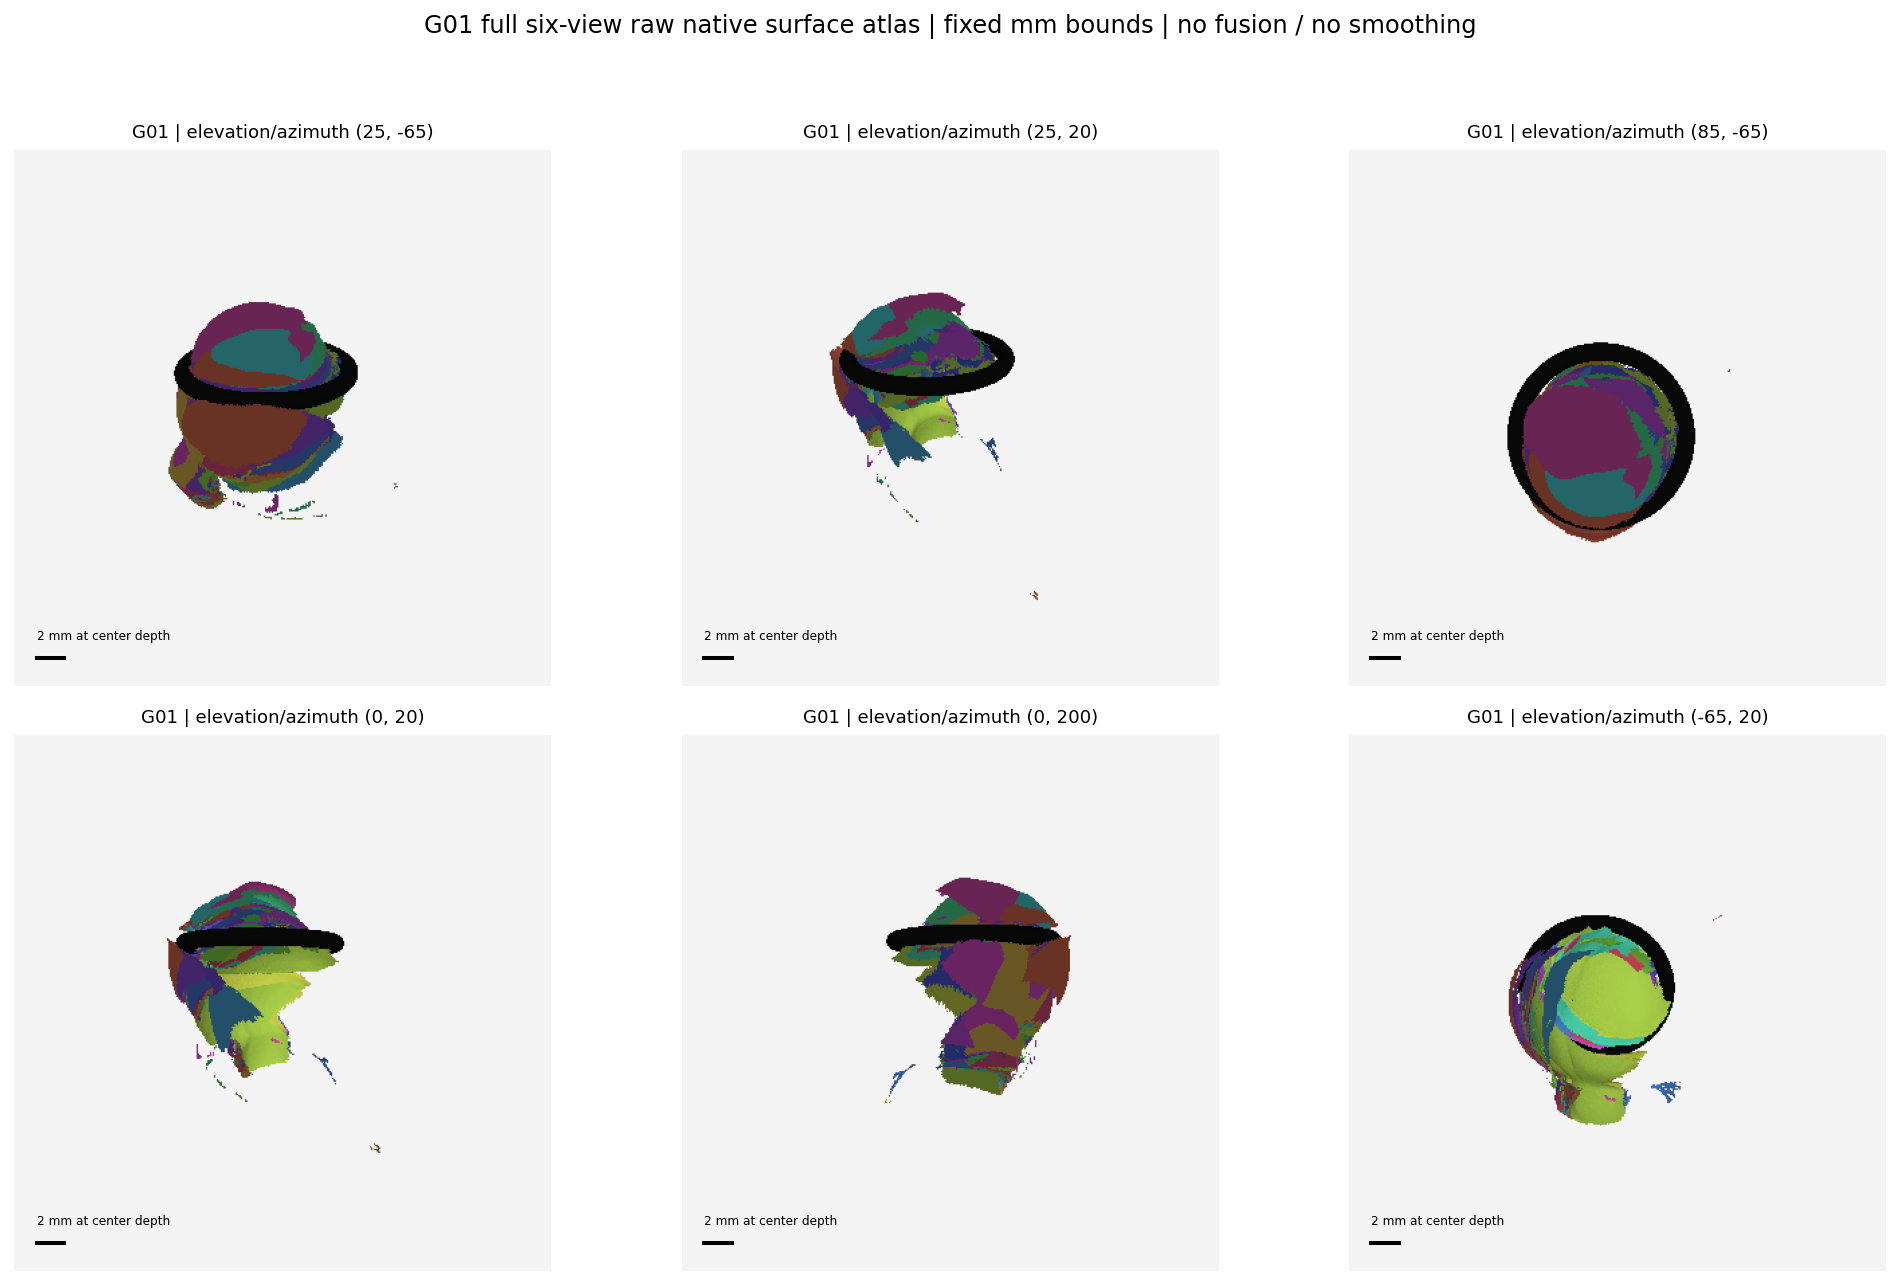 G01 full six-view raw native surface atlas | fixed mm bounds | no fusion / no smoothing
G01 | elevation/azimuth (25, -65)
G01 | elevation/azimuth (25, 20)
G01 | elevation/azimuth (85, -65)
2 mm at center depth
2 mm at center depth
2 mm at center depth
G01 | elevation/azimuth (0, 20)
G01 | elevation/azimuth (0, 200)
G01 | elevation/azimuth (-65, 20)
2 mm at center depth
2 mm at center depth
2 mm at center depth